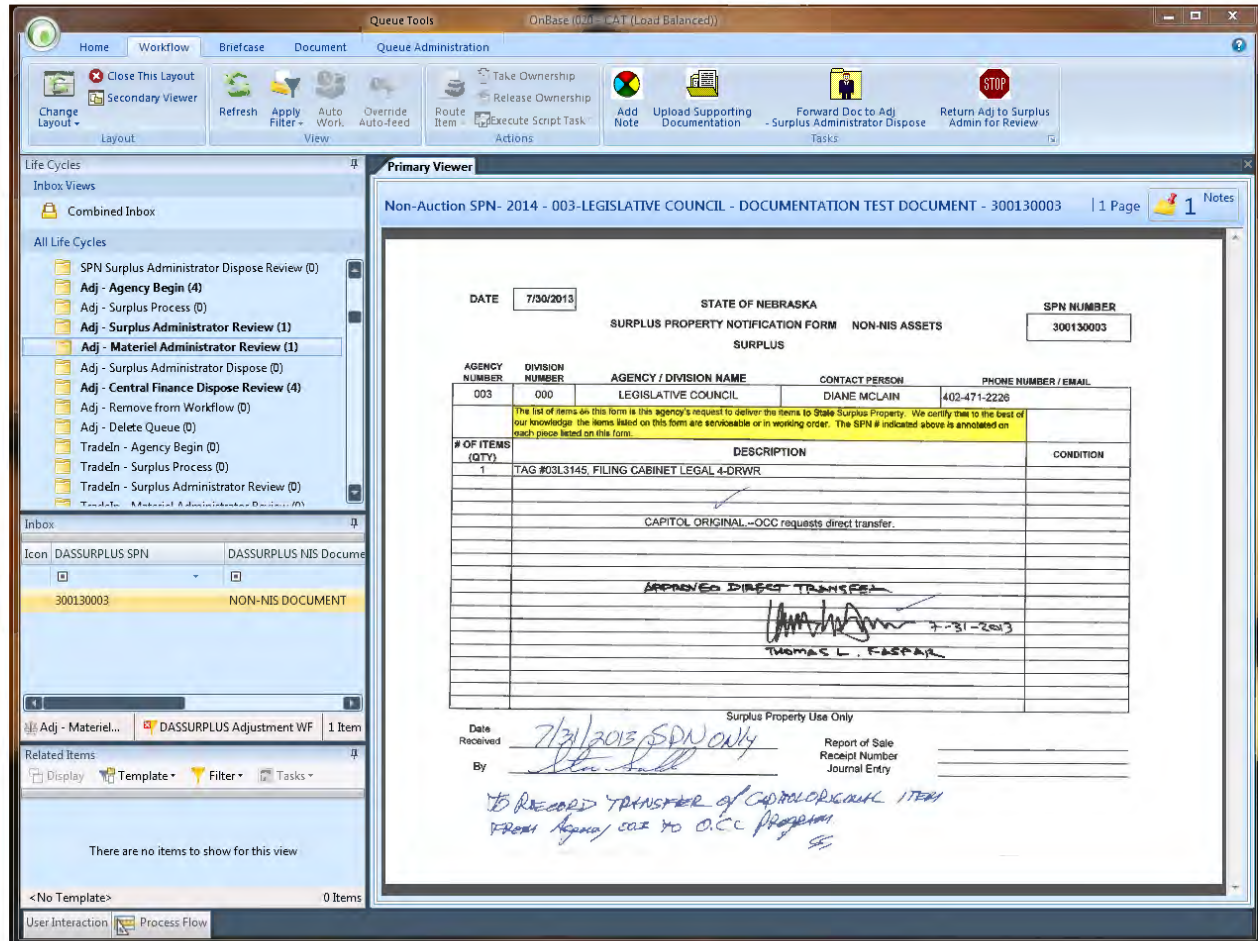 Queue Tools
OnBase (020 - CAT (Load Balanced))
Home Workflow Briefcase Document Queue Administration
Change Layout
Close This Layout
Secondary Viewer
Layout
Refresh
Apply Filter
Auto Work
Override Auto-feed
View
Route Item
Take Ownership
Release Ownership
Execute Script Task
Actions
Add Note
Upload Supporting Documentation
Forward Doc to Adj - Surplus Administrator Dispose
STOP
Return Adj to Surplus Admin for Review
Tasks
Life Cycles
Inbox Views
Combined Inbox
All Life Cycles
SPN Surplus Administrator Dispose Review (0)
Adj - Agency Begin (4)
Adj - Surplus Process (0)
Adj - Surplus Administrator Review (1)
Adj - Materiel Administrator Review (1)
Adj - Surplus Administrator Dispose (0)
Adj - Central Finance Dispose Review (4)
Adj - Remove from Workflow (0)
Adj - Delete Queue (0)
TradeIn - Agency Begin (0)
TradeIn - Surplus Process (0)
TradeIn - Surplus Administrator Review (0)
TradeIn - Materiel Administrator Review (0)
Inbox
Icon DASSURPLUS SPN DASSURPLUS NIS Docume
300130003 NON-NIS DOCUMENT
Adj - Materiel... DASSURPLUS Adjustment WF 1 Item
Related Items
Display Template Filter Tasks
There are no items to show for this view
<No Template> 0 Items
User Interaction Process Flow
Primary Viewer
Non-Auction SPN- 2014 - 003-LEGISLATIVE COUNCIL - DOCUMENTATION TEST DOCUMENT - 300130003 | 1 Page 1 Notes
DATE 7/30/2013
STATE OF NEBRASKA
SPN NUMBER
SURPLUS PROPERTY NOTIFICATION FORM NON-NIS ASSETS
300130003
SURPLUS
AGENCY NUMBER DIVISION NUMBER AGENCY / DIVISION NAME CONTACT PERSON PHONE NUMBER / EMAIL
003 000 LEGISLATIVE COUNCIL DIANE MCLAIN 402-471-2226
The list of items on this form is this agency's request to deliver the items to State Surplus Property. We certify that to the best of
our knowledge the items listed on this form are serviceable or in working order. The SPN # indicated above is annotated on
each piece listed on this form.
# OF ITEMS (QTY) DESCRIPTION CONDITION
1 TAG #03L3145, FILING CABINET LEGAL 4-DRWR
CAPITOL ORIGINAL.--OCC requests direct transfer.
APPROVED DIRECT TRANSFER
7-31-2013
THOMAS L. FASPAR
Surplus Property Use Only
Date Received 7/31/2013 SPN ONLY
By
Report of Sale
Receipt Number
Journal Entry
TO RECORD TRANSFER of CAPITOL ORIGINAL ITEM
FROM Agency TO O.C.C PROGRAM